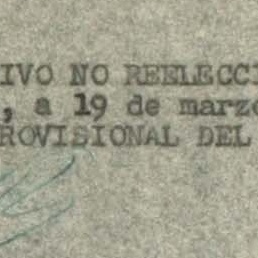 IVO NO REELECCI
, a 19 de marzo
ROVISIONAL DEL